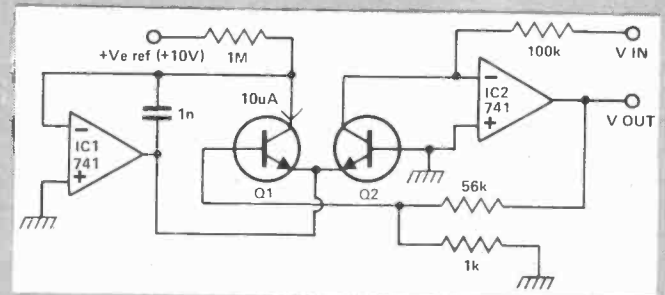 +Ve ref (+10V)
1M
100k
V IN
10uA
1n
−
IC1
741
+
−
IC2
741
+
V OUT
Q1
Q2
56k
1k